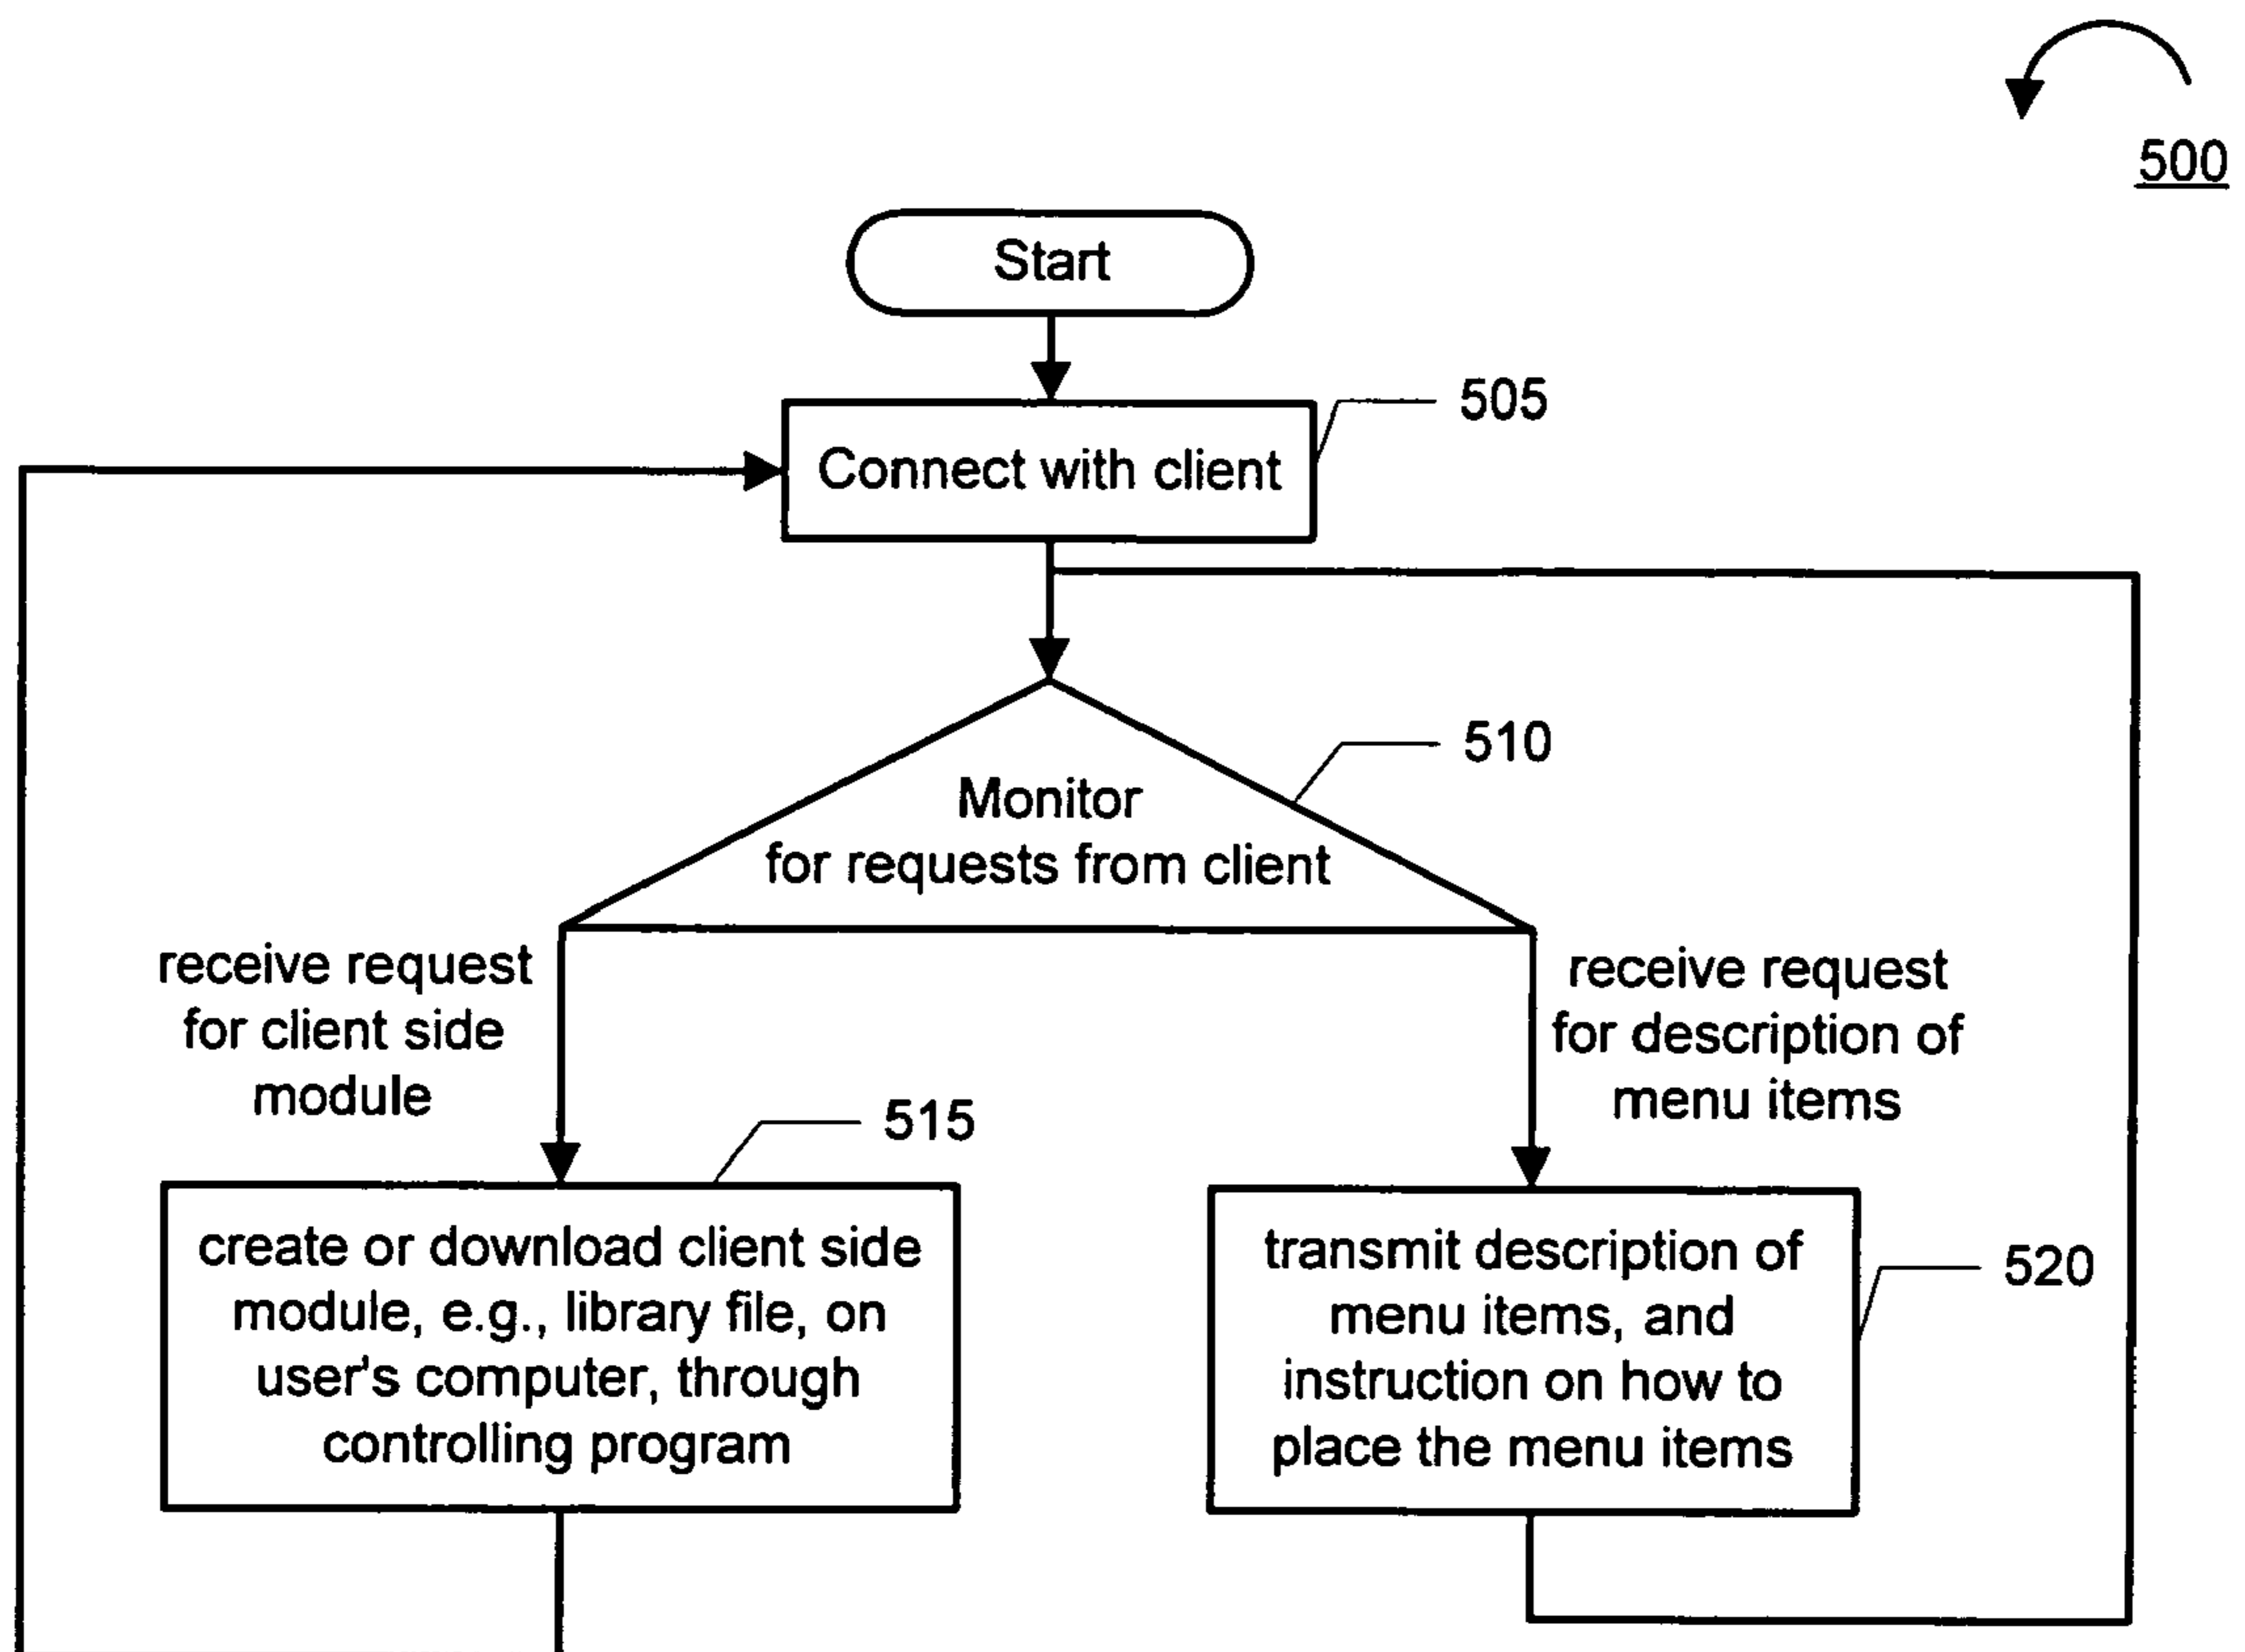 500
Start
505
Connect with client
510
Monitor
for requests from client
receive request
for client side
module
receive request
for description of
menu items
515
create or download client side
module, e.g., library file, on
user's computer, through
controlling program
520
transmit description of
menu items, and
instruction on how to
place the menu items